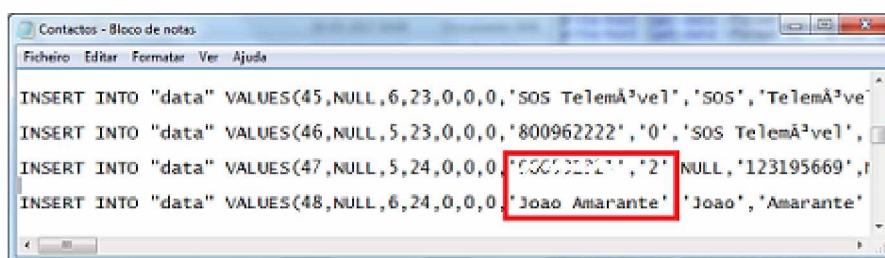 Contactos - Bloco de notas
Ficheiro Editar Formatar Ver Ajuda
INSERT INTO "data" VALUES(45,NULL,6,23,0,0,0,'SOS TelemÃ³vel','SOS','TelemÃ³ve
INSERT INTO "data" VALUES(46,NULL,5,23,0,0,0,'800962222','0','SOS TelemÃ³vel',
INSERT INTO "data" VALUES(47,NULL,5,24,0,0,0, ,'2' NULL,'123195669',
INSERT INTO "data" VALUES(48,NULL,6,24,0,0,0,'Joao Amarante' 'Joao','Amarante'